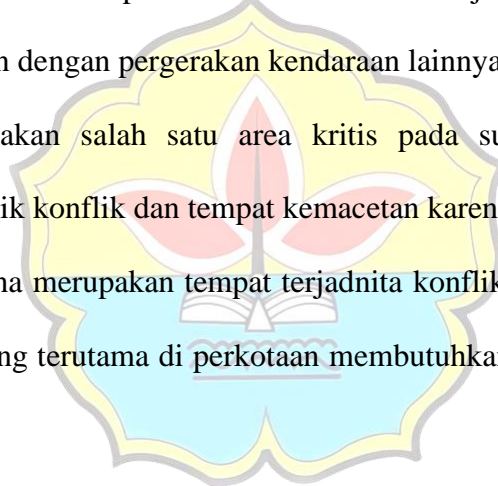 dengan pergerakan kendaraan lainnya
akan salah satu area kritis pada su
ik konflik dan tempat kemacetan karen
na merupakan tempat terjadnita konflik
ng terutama di perkotaan membutuhkan